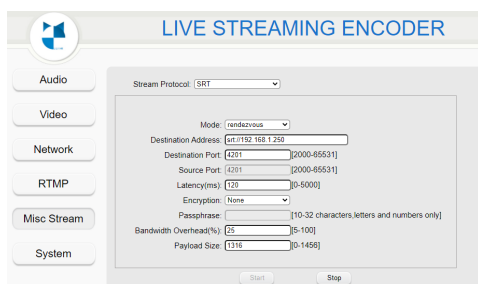 LIVE STREAMING ENCODER
Audio
Video
Network
RTMP
Misc Stream
System
Stream Protocol: SRT
Mode: rendezvous
Destination Address: srt://192.168.1.250
Destination Port: 4201 [2000-65531]
Source Port: 4201 [2000-65531]
Latency(ms): 120 [0-5000]
Encryption: None
Passphrase: [10-32 characters,letters and numbers only]
Bandwidth Overhead(%): 25 [5-100]
Payload Size: 1316 [0-1456]
Start Stop